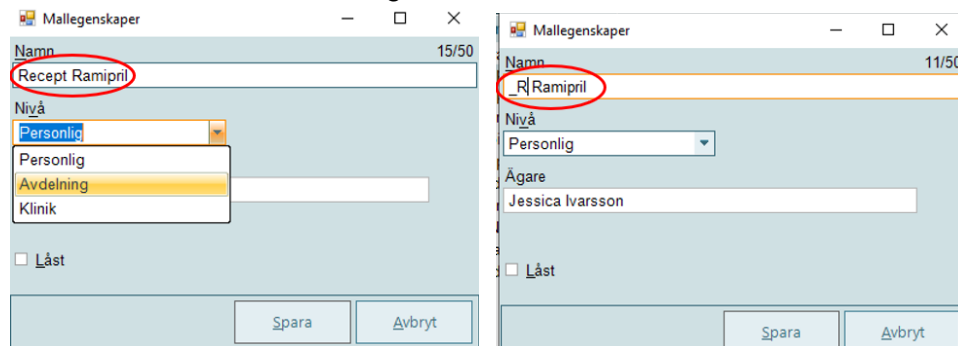 Mallegenskaper
Namn 15/50
Recept Ramipril
Nivå
Personlig
Personlig
Avdelning
Klinik
Låst
Spara Avbryt
Mallegenskaper
Namn 11/50
_R Ramipril
Nivå
Personlig
Ägare
Jessica Ivarsson
Låst
Spara Avbryt